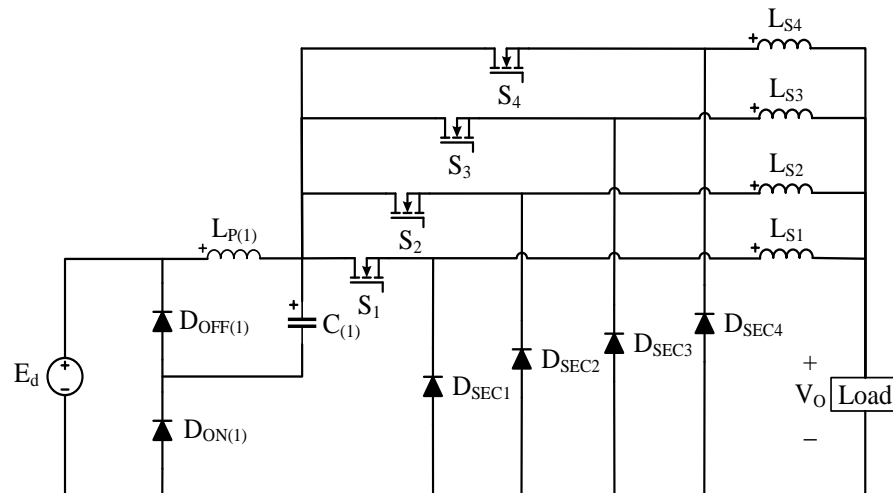 L_S4
S_4
L_S3
S_3
L_S2
S_2
L_P(1)
L_S1
S_1
+
+
+
+
+
+
D_OFF(1)
C_(1)
D_SEC4
D_SEC3
D_SEC2
D_SEC1
E_d
+
−
D_ON(1)
+
V_O
Load
−